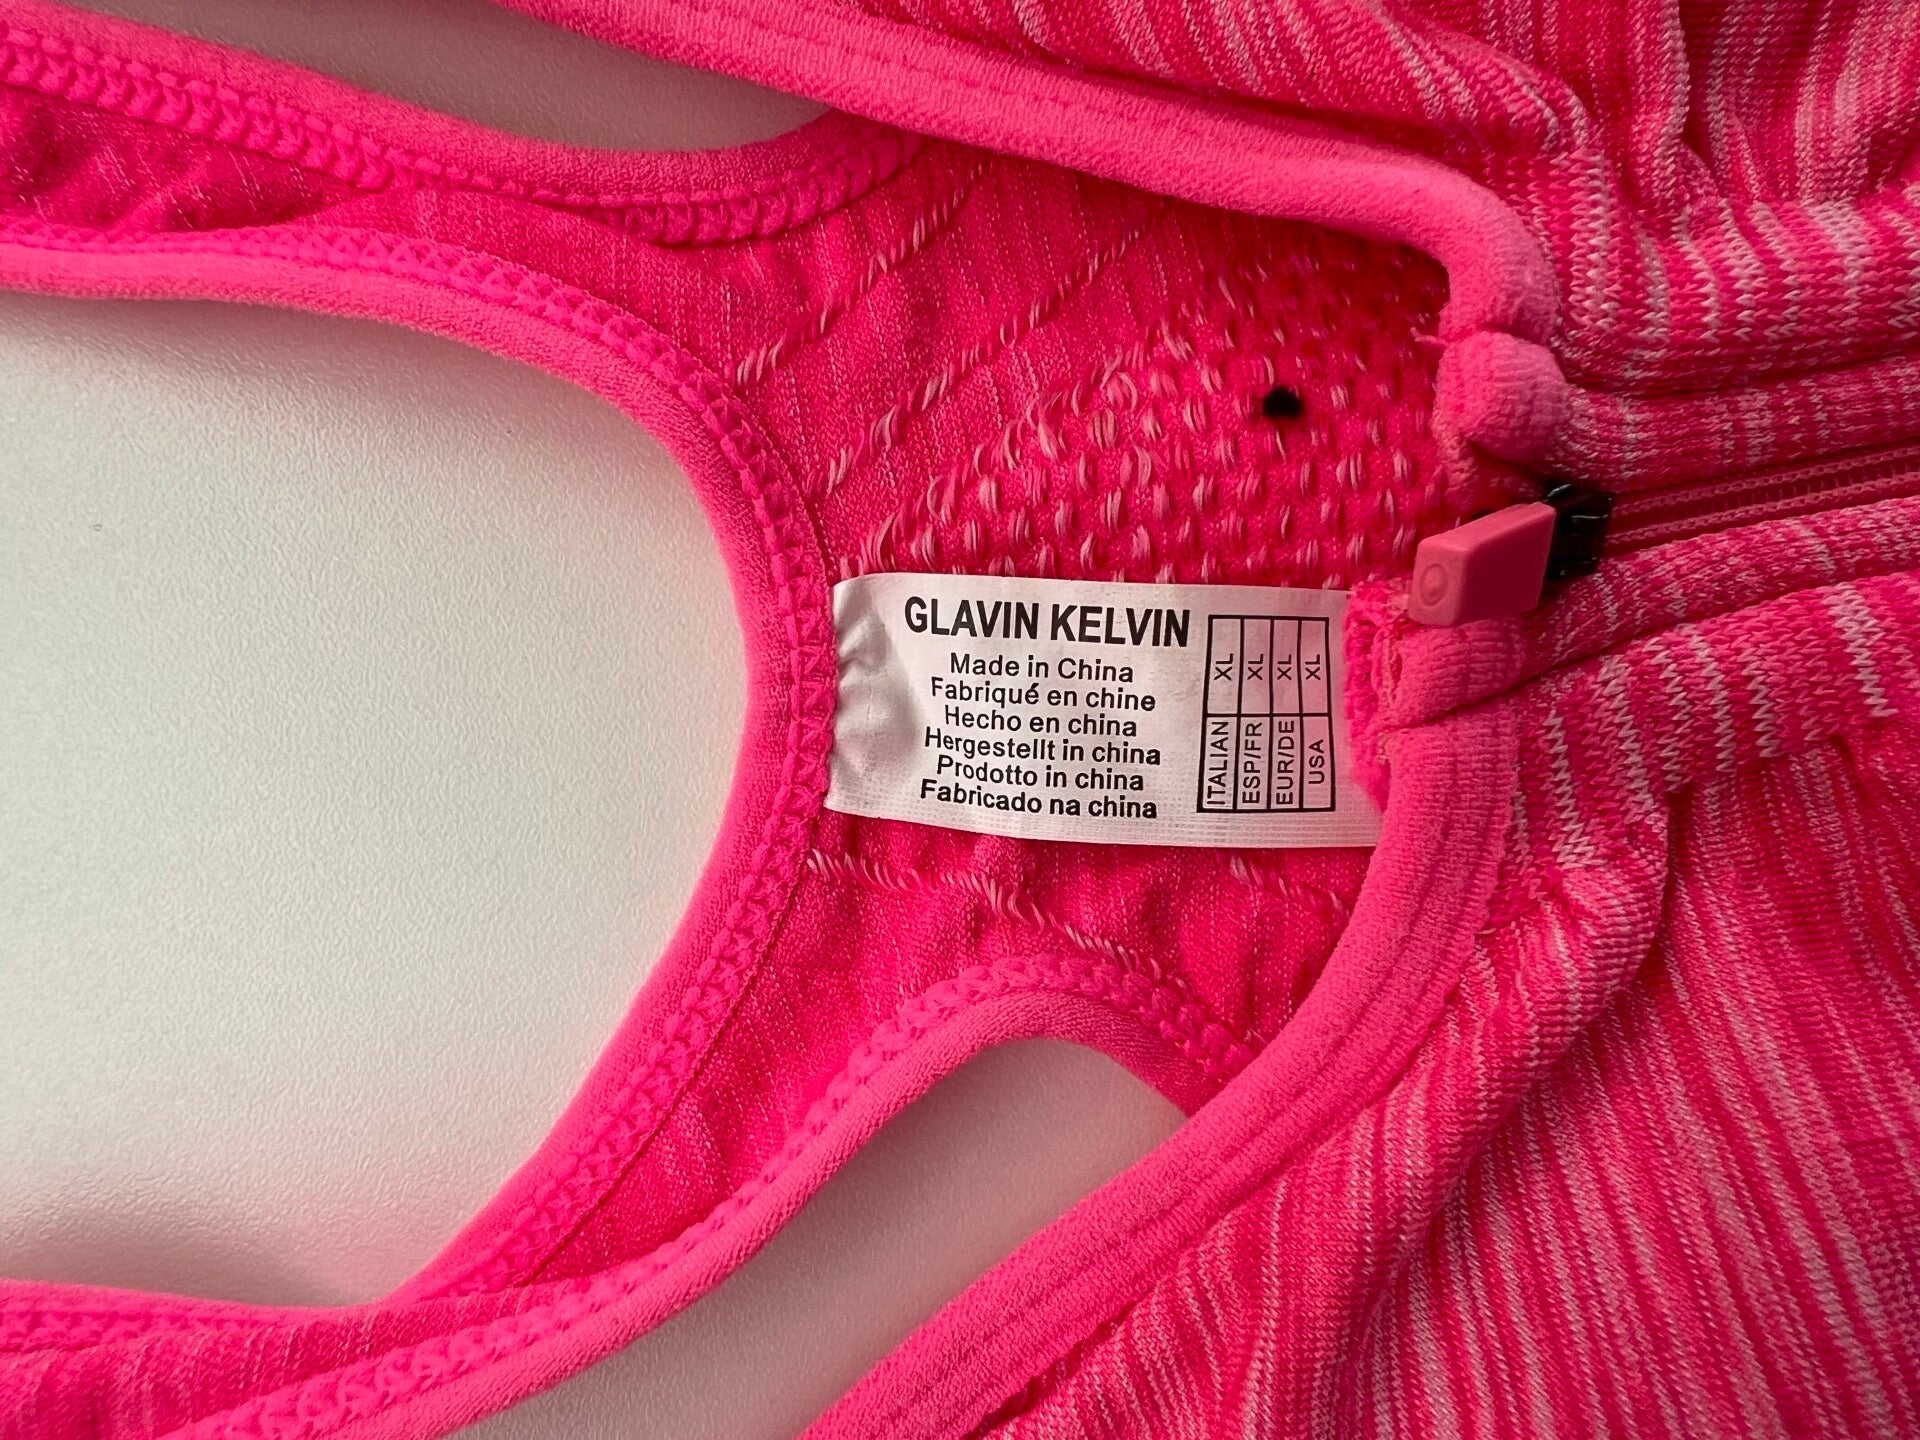 GLAVIN KELVIN
Made in China
Fabriqué en chine
Hecho en china
Hergestellt in china
Prodotto in china
Fabricado na china
ITALIAN XL
ESP/FR XL
EUR/DE XL
USA XL